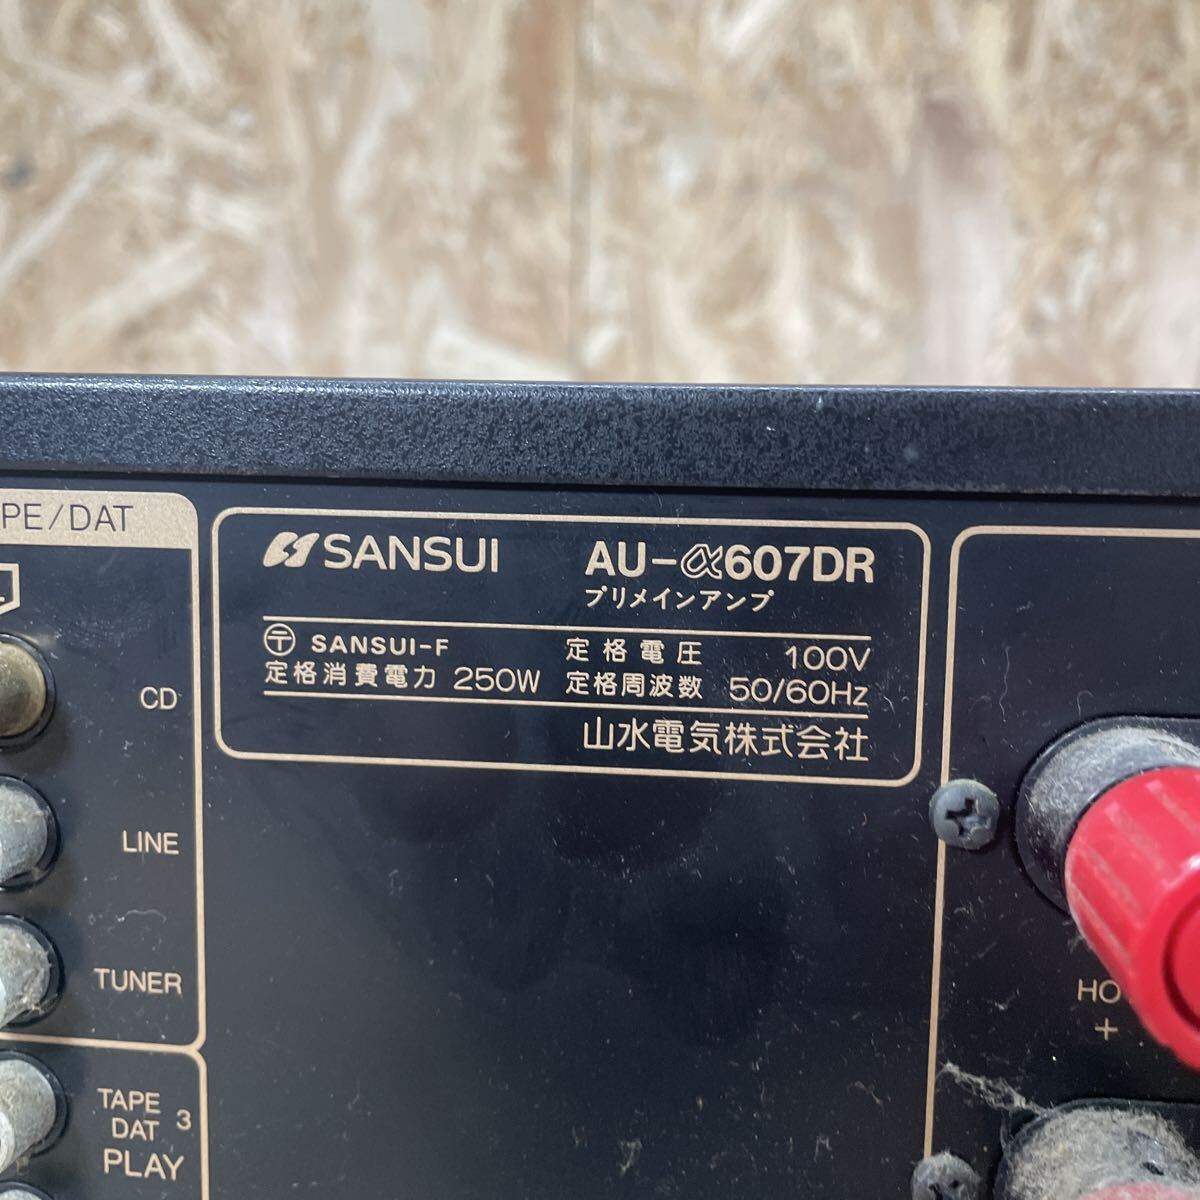 PE/DAT
SANSUI
AU-α607DR
プリメインアンプ
〒 SANSUI-F
定格電圧 100V
定格消費電力 250W
定格周波数 50/60Hz
山水電気株式会社
CD
LINE
TUNER
TAPE
DAT 3
PLAY
HO
+